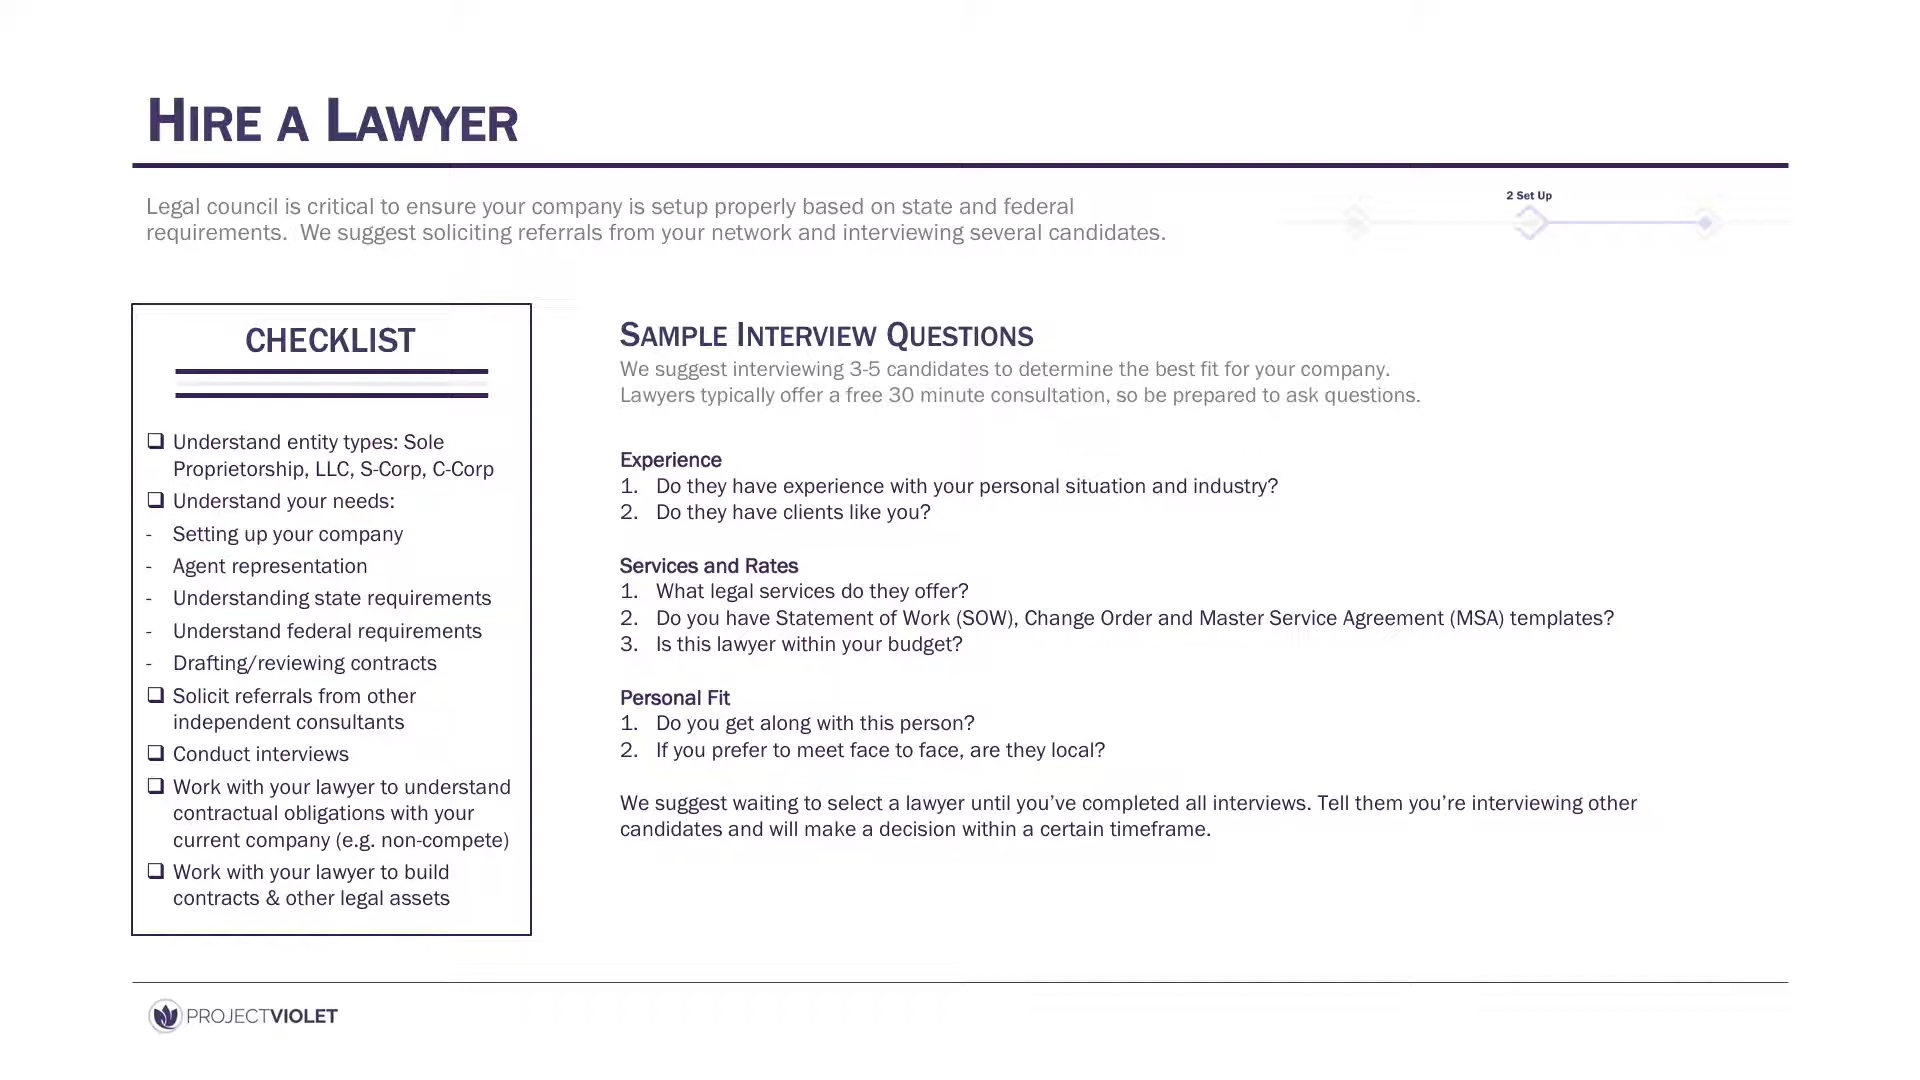 HIRE A LAWYER
Legal council is critical to ensure your company is setup properly based on state and federal
requirements.  We suggest soliciting referrals from your network and interviewing several candidates.
2 Set Up
CHECKLIST
❑ Understand entity types: Sole
Proprietorship, LLC, S-Corp, C-Corp
❑ Understand your needs:
- Setting up your company
- Agent representation
- Understanding state requirements
- Understand federal requirements
- Drafting/reviewing contracts
❑ Solicit referrals from other
independent consultants
❑ Conduct interviews
❑ Work with your lawyer to understand
contractual obligations with your
current company (e.g. non-compete)
❑ Work with your lawyer to build
contracts & other legal assets
SAMPLE INTERVIEW QUESTIONS
We suggest interviewing 3-5 candidates to determine the best fit for your company.
Lawyers typically offer a free 30 minute consultation, so be prepared to ask questions.
Experience
1. Do they have experience with your personal situation and industry?
2. Do they have clients like you?
Services and Rates
1. What legal services do they offer?
2. Do you have Statement of Work (SOW), Change Order and Master Service Agreement (MSA) templates?
3. Is this lawyer within your budget?
Personal Fit
1. Do you get along with this person?
2. If you prefer to meet face to face, are they local?
We suggest waiting to select a lawyer until you’ve completed all interviews. Tell them you’re interviewing other
candidates and will make a decision within a certain timeframe.
PROJECTVIOLET